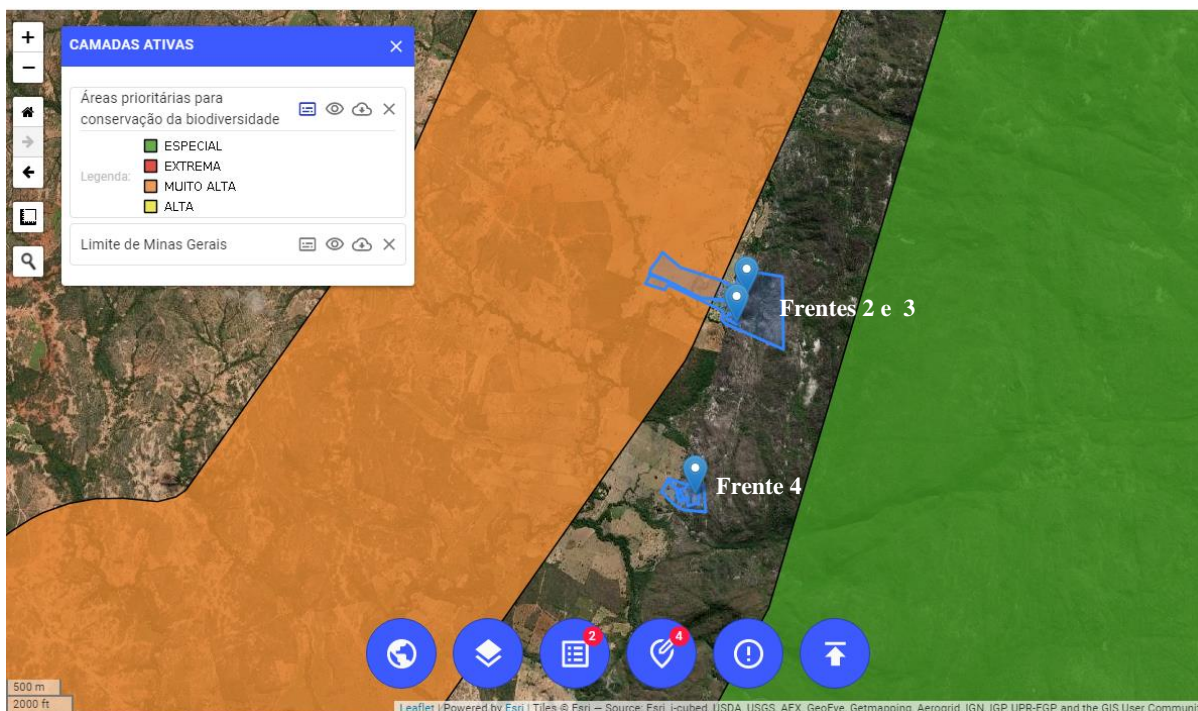 +
CAMADAS ATIVAS
−
Áreas prioritárias para
conservação da biodiversidade
Legenda:
ESPECIAL
EXTREMA
MUITO ALTA
ALTA
Limite de Minas Gerais
Frentes 2 e 3
Frente 4
2
4
500 m
2000 ft
Leaflet | Powered by Esri | Tiles © Esri — Source: Esri, i-cubed, USDA, USGS, AEX, GeoEye, Getmapping, Aerogrid, IGN, IGP, UPR-EGP, and the GIS User Communit